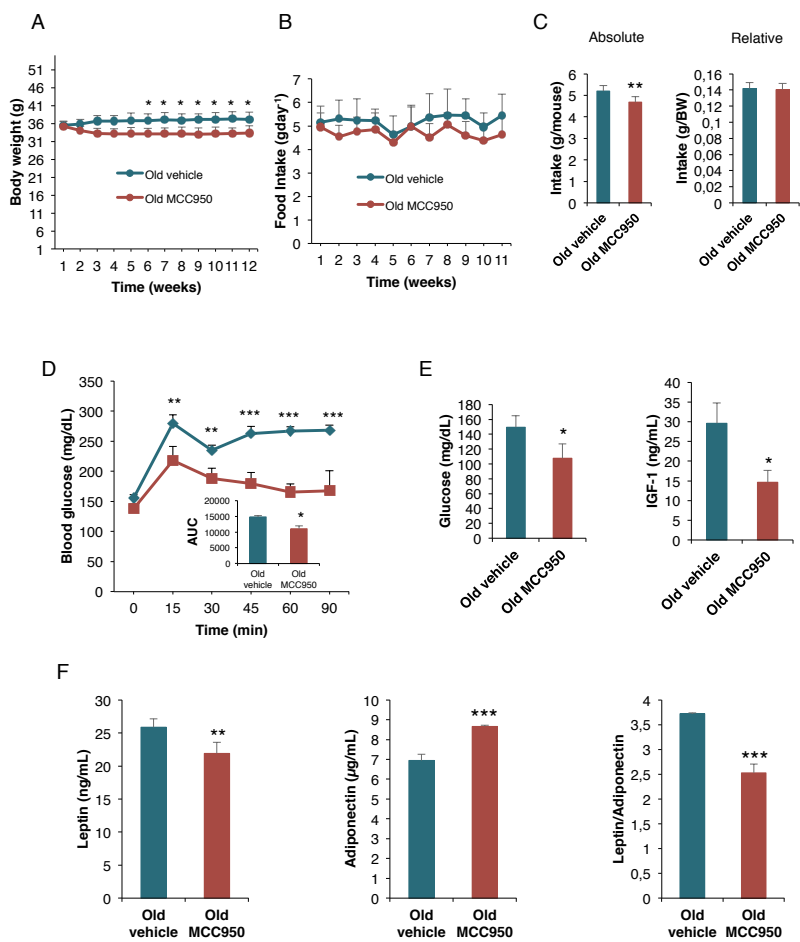 A
51
46
41
36
31
26
21
16
11
6
1
Body weight (g)
* * * * * * *
Old vehicle
Old MCC950
1 2 3 4 5 6 7 8 9 10 11 12
Time (weeks)
B
7
6
5
4
3
2
1
0
Food Intake (gday-1)
Old vehicle
Old MCC950
1 2 3 4 5 6 7 8 9 10 11
Time (weeks)
C
Absolute
6
5
4
3
2
1
0
Intake (g/mouse)
**
Old vehicle
Old MCC950
Relative
0,16
0,14
0,12
0,1
0,08
0,06
0,04
0,02
0
Intake (g/BW)
Old vehicle
Old MCC950
D
350
300
250
200
150
100
50
0
Blood glucose (mg/dL)
** ** *** *** ***
20000
15000
10000
5000
0
AUC
*
Old
vehicle
Old
MCC950
0 15 30 45 60 90
Time (min)
E
180
160
140
120
100
80
60
40
20
0
Glucose (mg/dL)
*
Old vehicle
Old MCC950
40
35
30
25
20
15
10
5
0
IGF-1 (ng/mL)
*
Old vehicle
Old MCC950
F
30
25
20
15
10
5
0
Leptin (ng/mL)
**
Old
vehicle
Old
MCC950
10
9
8
7
6
5
4
3
2
1
0
Adiponectin (µg/mL)
***
Old
vehicle
Old
MCC950
4
3,5
3
2,5
2
1,5
1
0,5
0
Leptin/Adiponectin
***
Old
vehicle
Old
MCC950